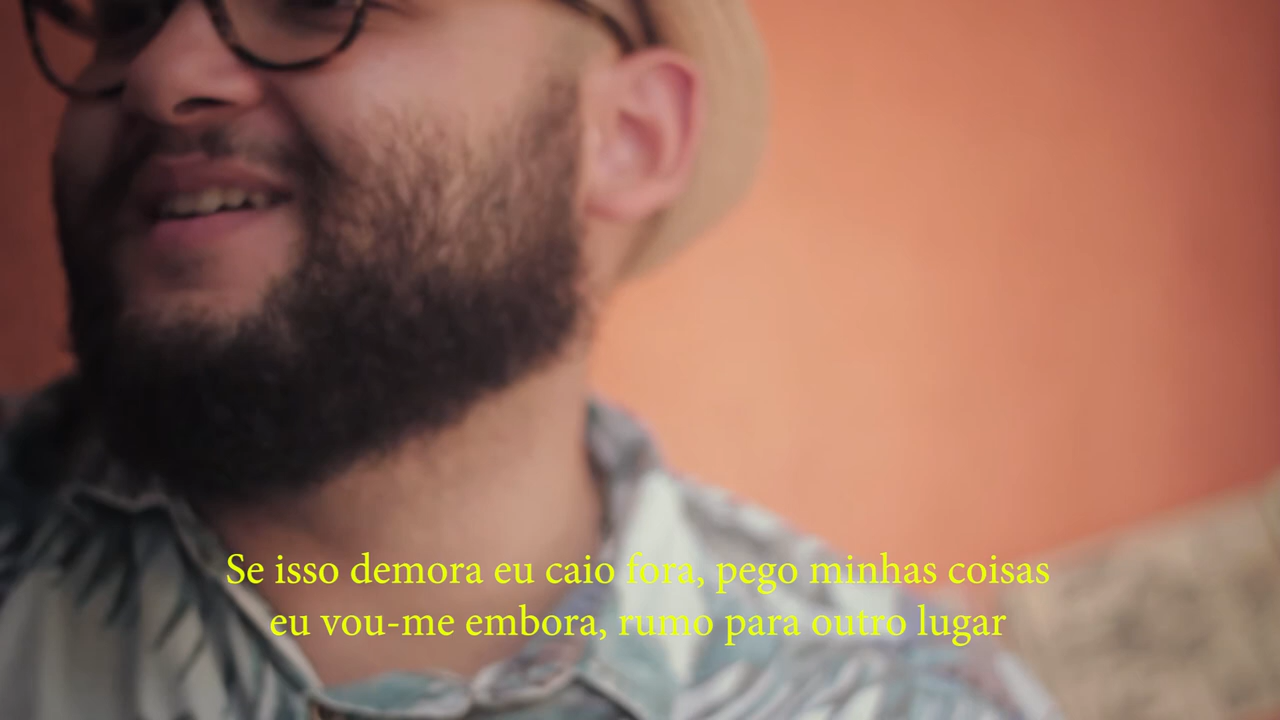 Se isso demora eu caio fora, pego minhas coisas
eu vou-me embora, rumo para outro lugar